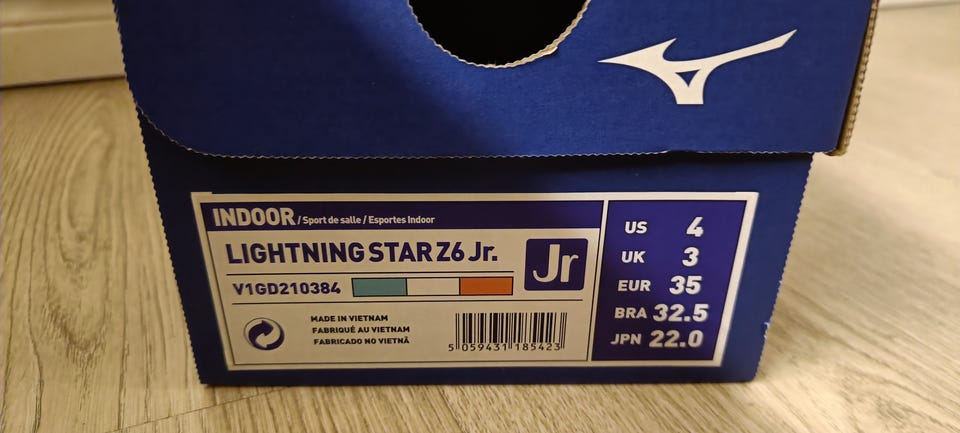 INDOOR / Sport de salle / Esportes Indoor
LIGHTNING STAR Z6 Jr.
Jr
V1GD210384
MADE IN VIETNAM
FABRIQUÉ AU VIETNAM
FABRICADO NO VIETNÃ
5 059431 185423
US 4
UK 3
EUR 35
BRA 32.5
JPN 22.0